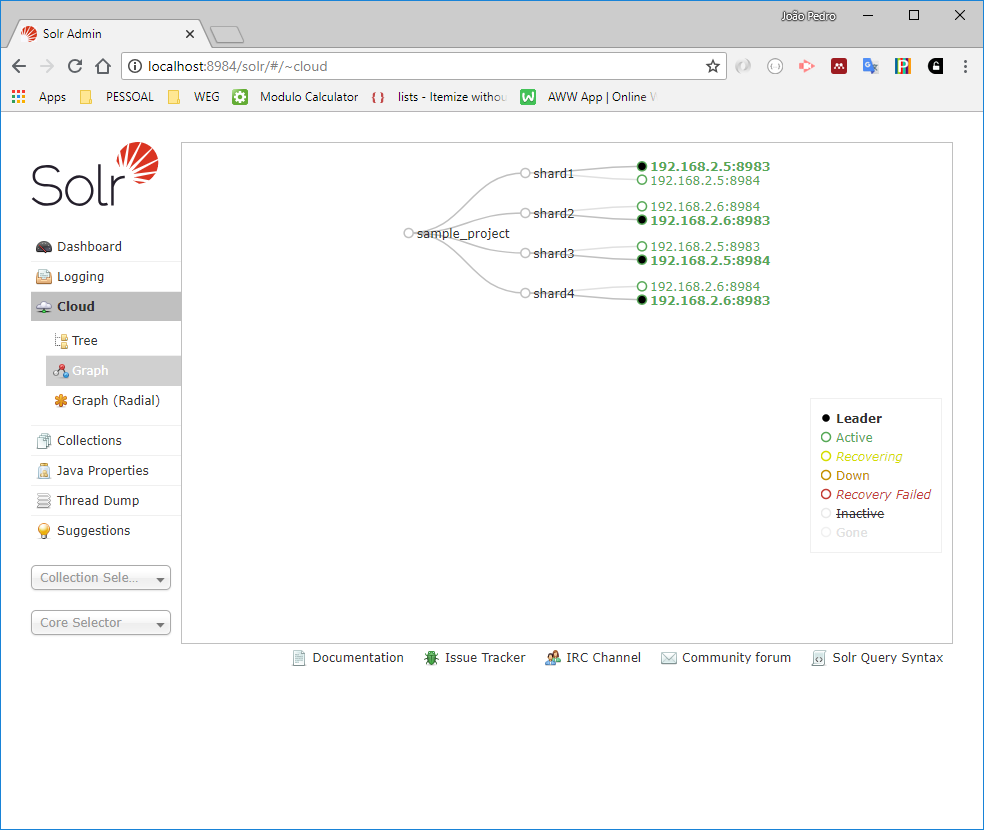 João Pedro
Solr Admin
localhost:8984/solr/#/~cloud
Apps PESSOAL WEG Modulo Calculator lists - Itemize withou AWW App | Online W
Solr
Dashboard
Logging
Cloud
Tree
Graph
Graph (Radial)
Collections
Java Properties
Thread Dump
Suggestions
Collection Sele...
Core Selector
sample_project
shard1
192.168.2.5:8983
192.168.2.5:8984
shard2
192.168.2.6:8984
192.168.2.6:8983
shard3
192.168.2.5:8983
192.168.2.5:8984
shard4
192.168.2.6:8984
192.168.2.6:8983
Leader
Active
Recovering
Down
Recovery Failed
Inactive
Gone
Documentation Issue Tracker IRC Channel Community forum Solr Query Syntax